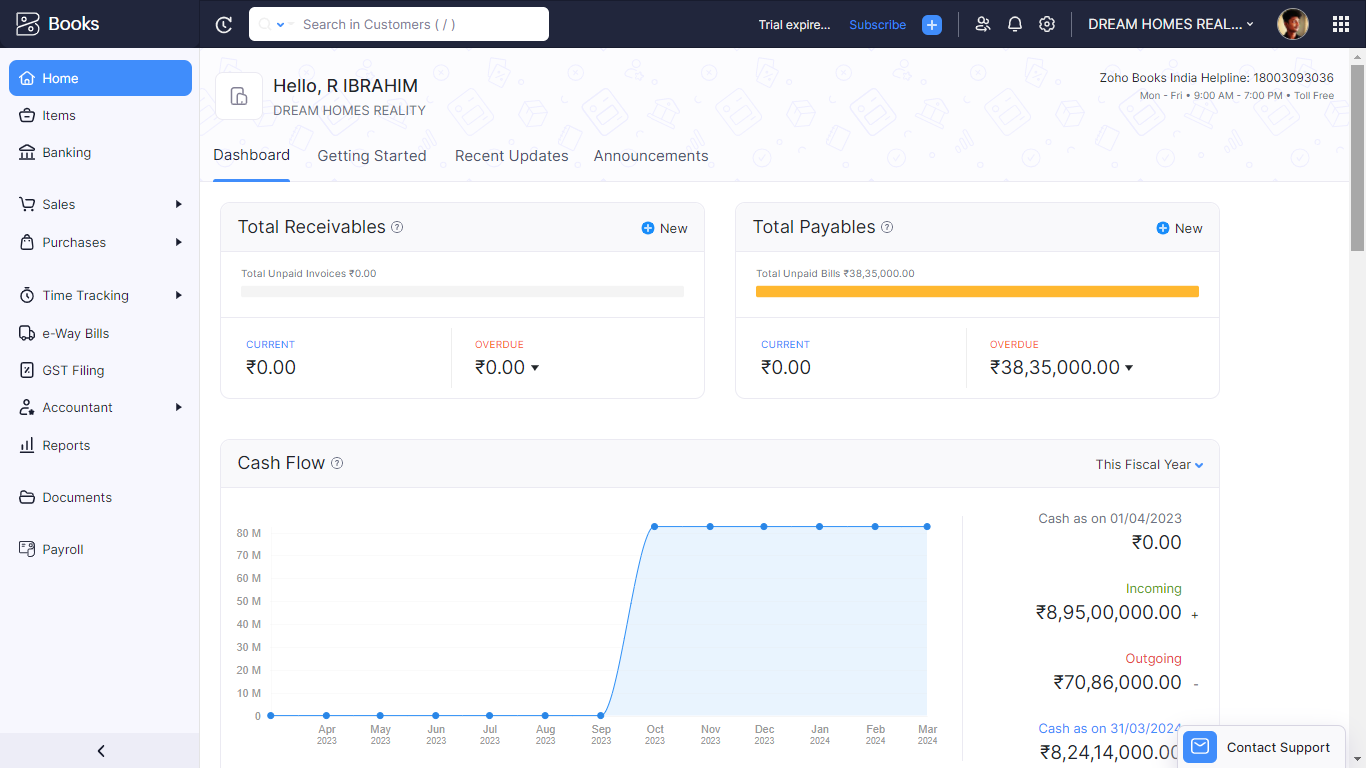 Books
Search in Customers ( / )
Trial expire...
Subscribe
DREAM HOMES REAL...
Home
Items
Banking
Sales
Purchases
Time Tracking
e-Way Bills
GST Filing
Accountant
Reports
Documents
Payroll
Hello, R IBRAHIM
DREAM HOMES REALITY
Zoho Books India Helpline: 18003093036
Mon - Fri • 9:00 AM - 7:00 PM • Toll Free
Dashboard
Getting Started
Recent Updates
Announcements
Total Receivables
New
Total Unpaid Invoices ₹0.00
CURRENT
₹0.00
OVERDUE
₹0.00
Total Payables
New
Total Unpaid Bills ₹38,35,000.00
CURRENT
₹0.00
OVERDUE
₹38,35,000.00
Cash Flow
This Fiscal Year
80 M
70 M
60 M
50 M
40 M
30 M
20 M
10 M
0
Apr 2023
May 2023
Jun 2023
Jul 2023
Aug 2023
Sep 2023
Oct 2023
Nov 2023
Dec 2023
Jan 2024
Feb 2024
Mar 2024
Cash as on 01/04/2023
₹0.00
Incoming
₹8,95,00,000.00 +
Outgoing
₹70,86,000.00 -
Cash as on 31/03/2024
₹8,24,14,000.00
Contact Support